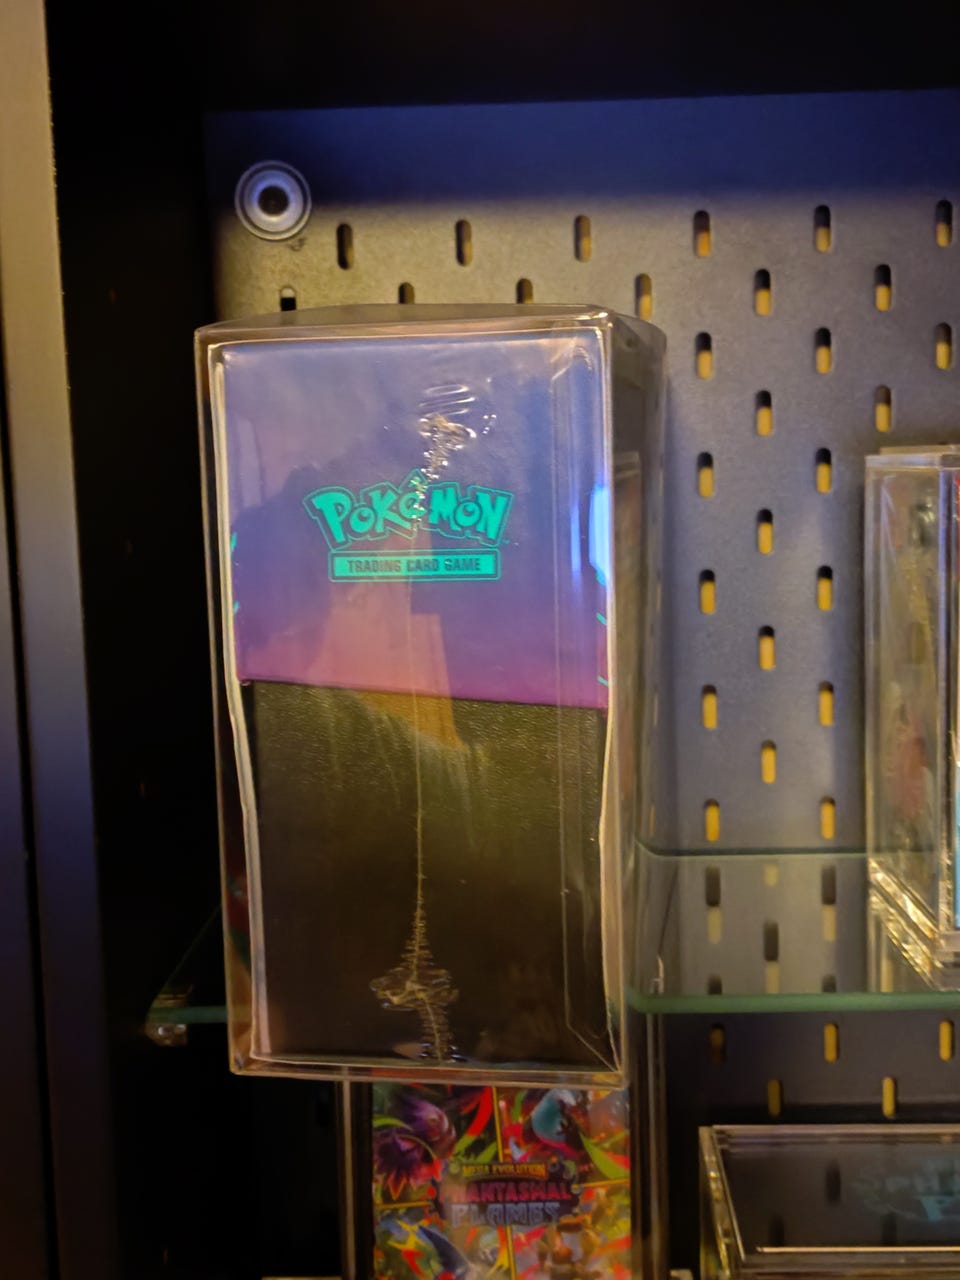 POKéMON
TRADING CARD GAME
MEGA EVOLUTION
PHANTASMAL
FLAMES